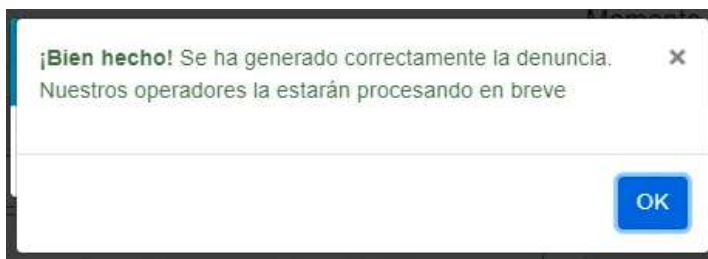 ¡Bien hecho! Se ha generado correctamente la denuncia. ×
Nuestros operadores la estarán procesando en breve
OK